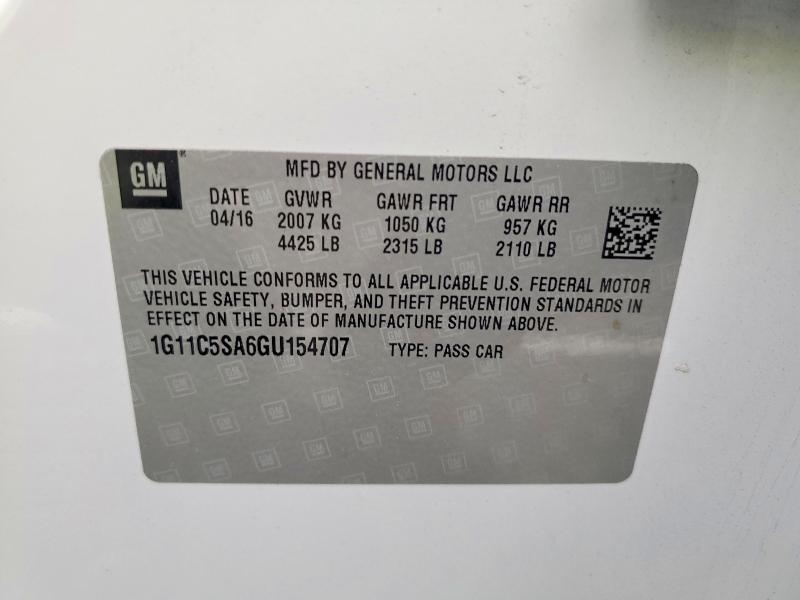 GM
MFD BY GENERAL MOTORS LLC
DATE GVWR GAWR FRT GAWR RR
04/16 2007 KG 1050 KG 957 KG
4425 LB 2315 LB 2110 LB
THIS VEHICLE CONFORMS TO ALL APPLICABLE U.S. FEDERAL MOTOR
VEHICLE SAFETY, BUMPER, AND THEFT PREVENTION STANDARDS IN
EFFECT ON THE DATE OF MANUFACTURE SHOWN ABOVE.
1G11C5SA6GU154707 TYPE: PASS CAR